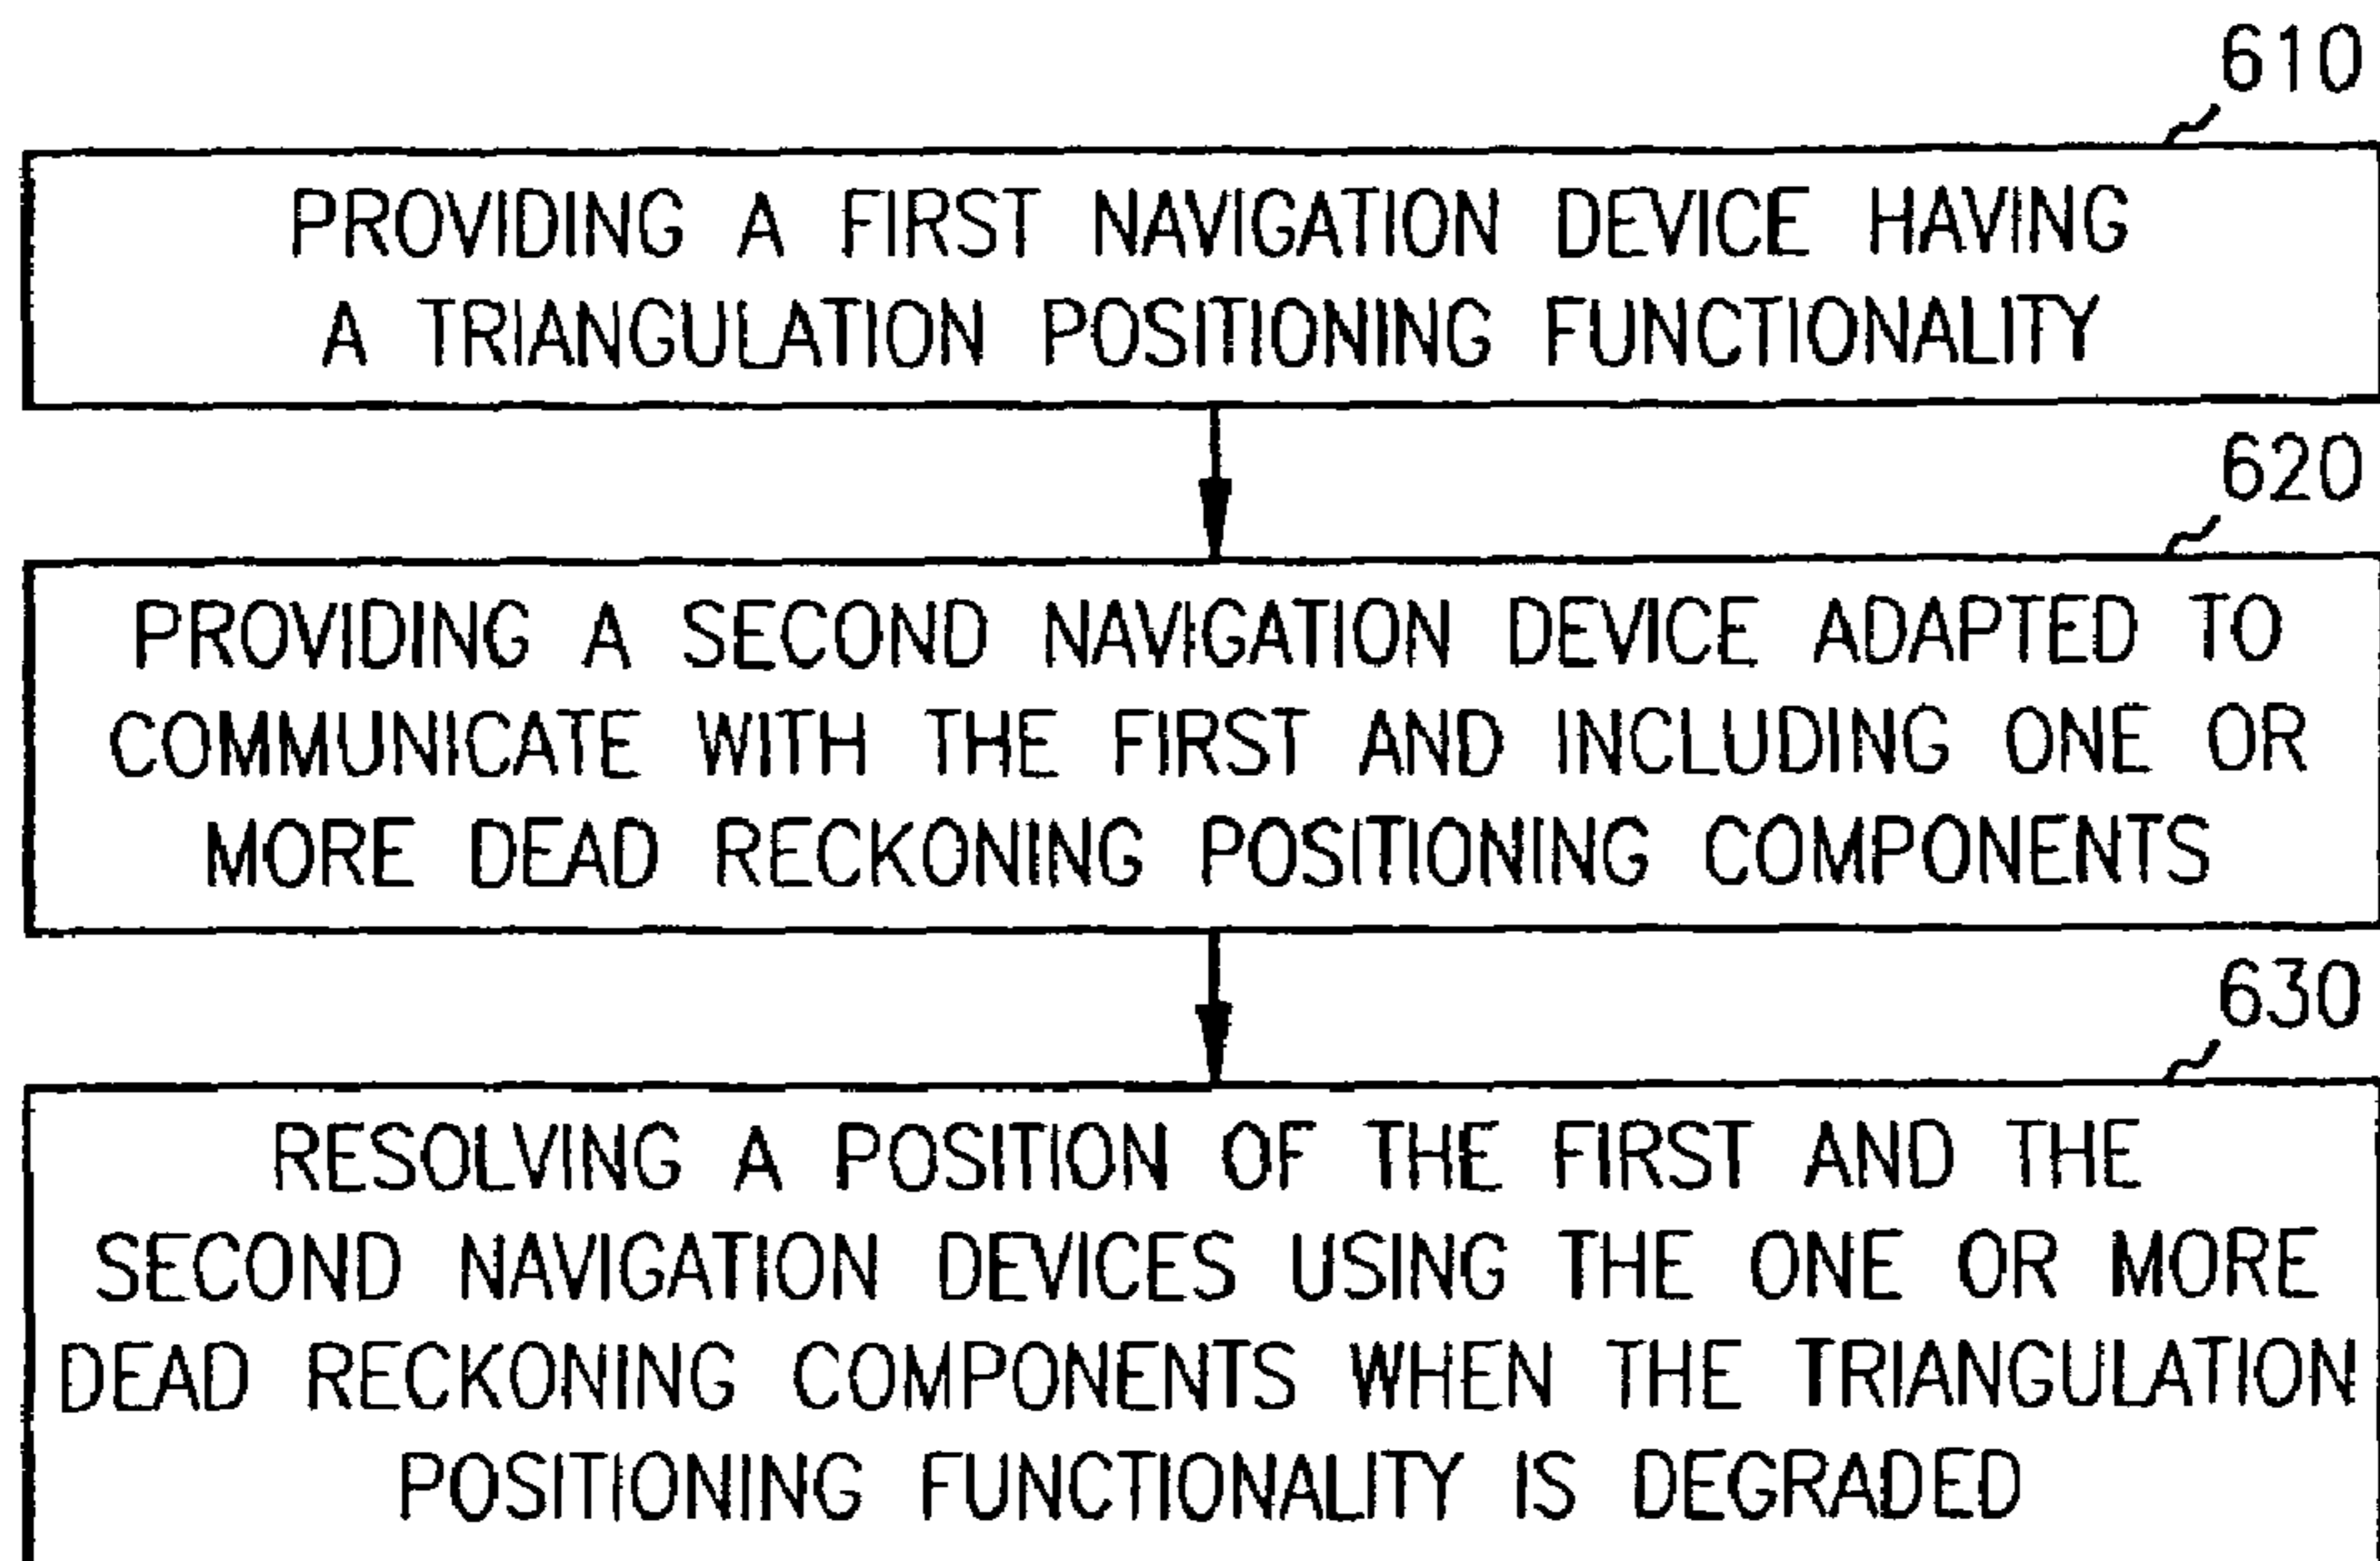 610
PROVIDING A FIRST NAVIGATION DEVICE HAVING
A TRIANGULATION POSITIONING FUNCTIONALITY
620
PROVIDING A SECOND NAVIGATION DEVICE ADAPTED TO
COMMUNICATE WITH THE FIRST AND INCLUDING ONE OR
MORE DEAD RECKONING POSITIONING COMPONENTS
630
RESOLVING A POSITION OF THE FIRST AND THE
SECOND NAVIGATION DEVICES USING THE ONE OR MORE
DEAD RECKONING COMPONENTS WHEN THE TRIANGULATION
POSITIONING FUNCTIONALITY IS DEGRADED